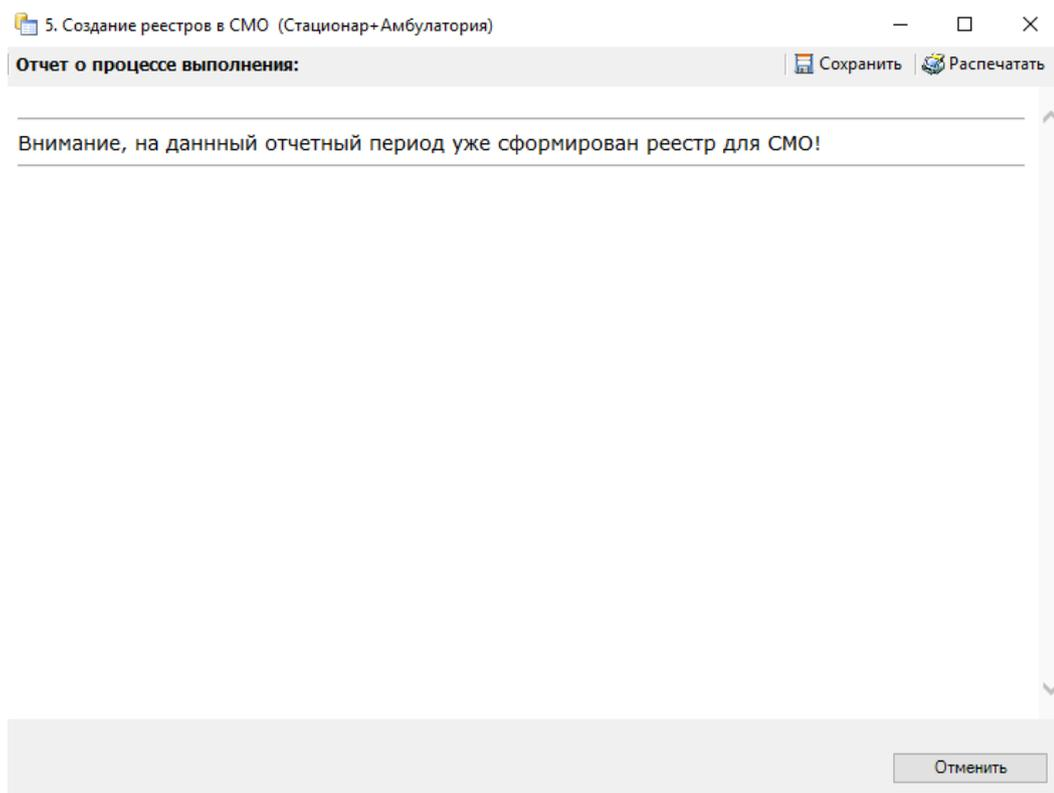 5. Создание реестров в СМО (Стационар+Амбулатория)
Отчет о процессе выполнения:
Сохранить
Распечатать
Внимание, на даннный отчетный период уже сформирован реестр для СМО!
Отменить